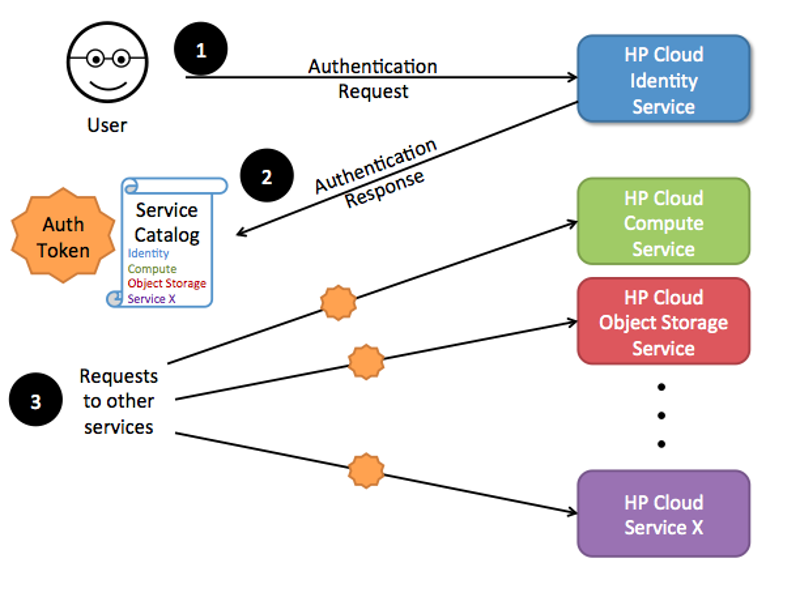 1
Authentication
Request
HP Cloud
Identity
Service
User
2
Authentication
Response
Auth
Token
Service
Catalog
Identity
Compute
Object Storage
Service X
HP Cloud
Compute
Service
HP Cloud
Object Storage
Service
3
Requests
to other
services
HP Cloud
Service X